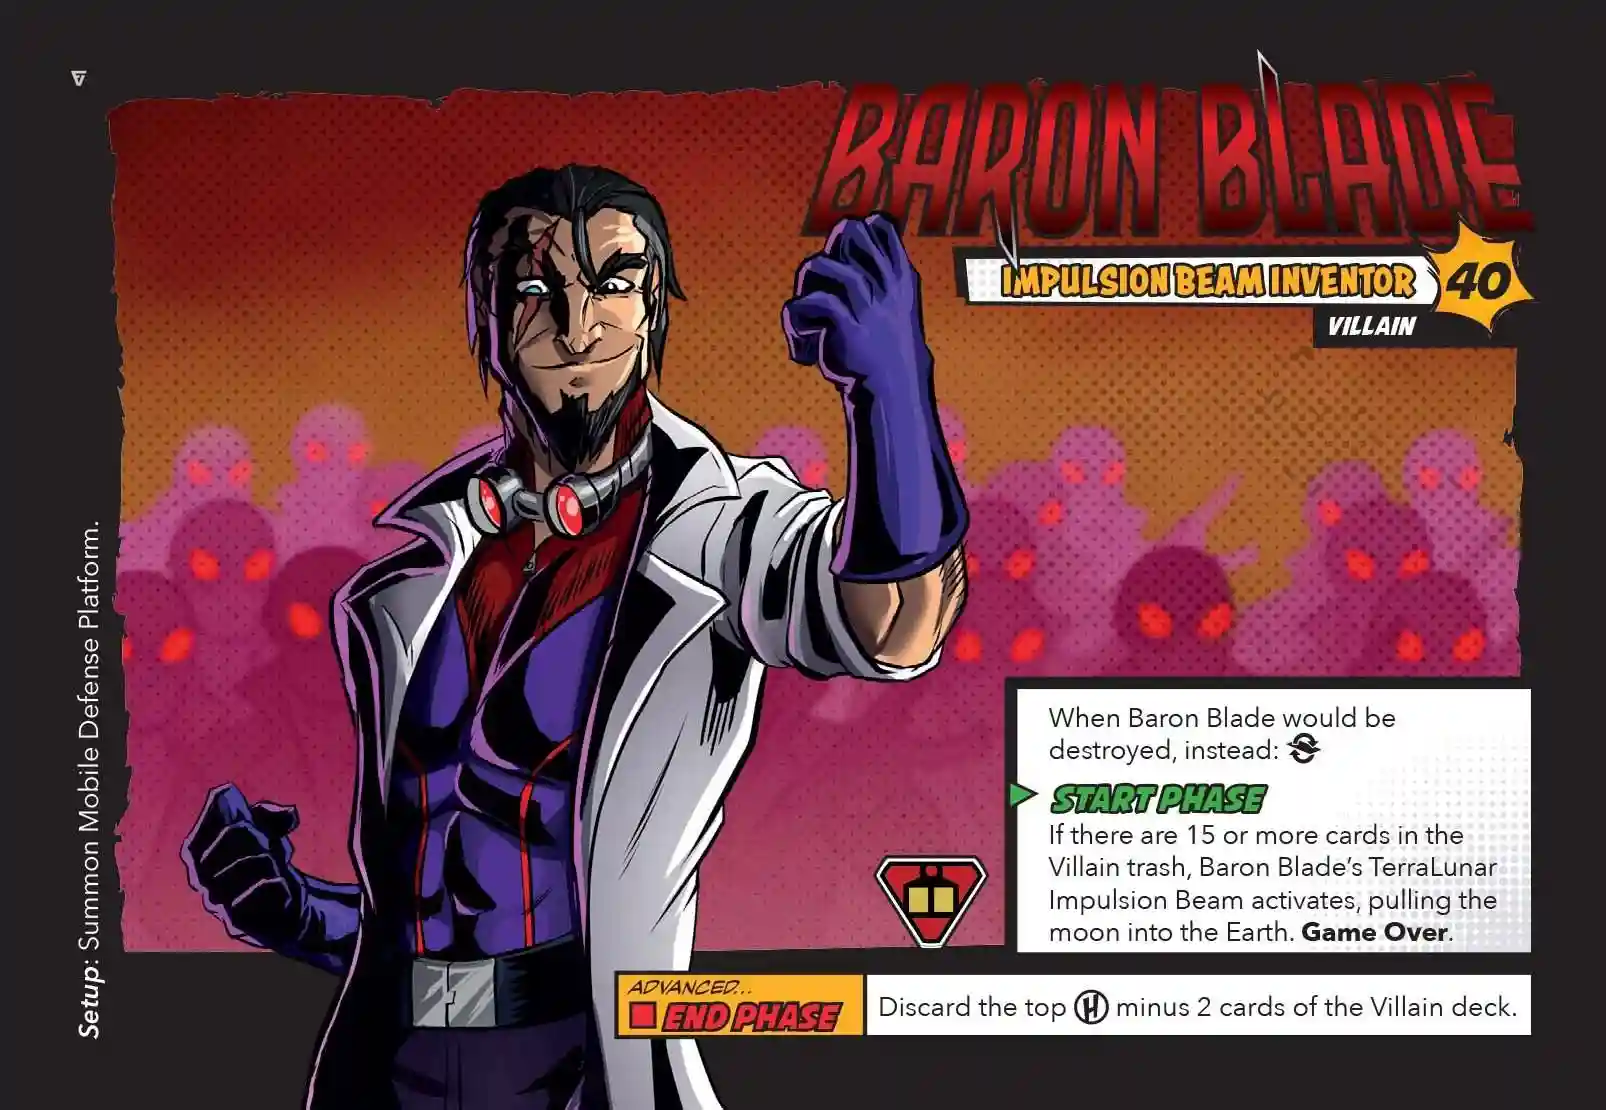 BARON BLADE
IMPULSION BEAM INVENTOR
40
VILLAIN
Setup: Summon Mobile Defense Platform.
When Baron Blade would be
destroyed, instead:
START PHASE
If there are 15 or more cards in the
Villain trash, Baron Blade's TerraLunar
Impulsion Beam activates, pulling the
moon into the Earth. Game Over.
ADVANCED...
END PHASE
Discard the top H minus 2 cards of the Villain deck.